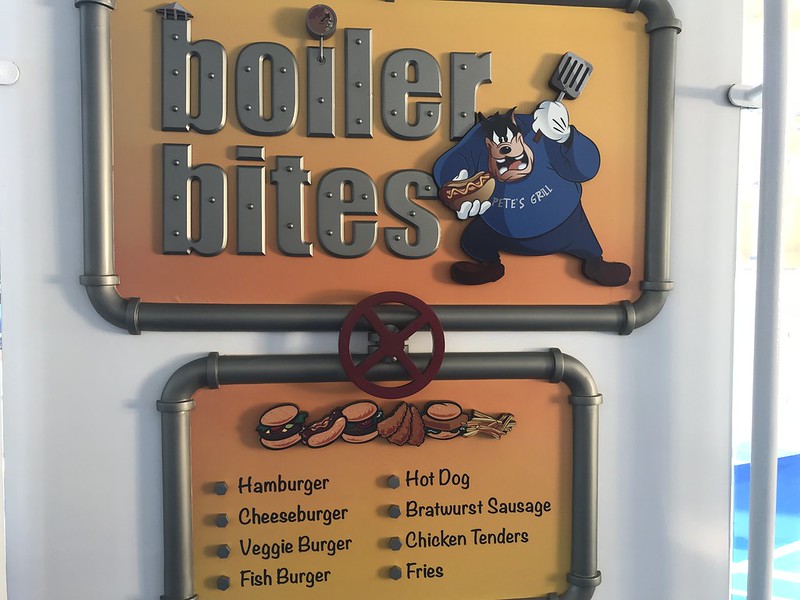 boiler
bites
PETE'S GRILL
Hamburger
Cheeseburger
Veggie Burger
Fish Burger
Hot Dog
Bratwurst Sausage
Chicken Tenders
Fries